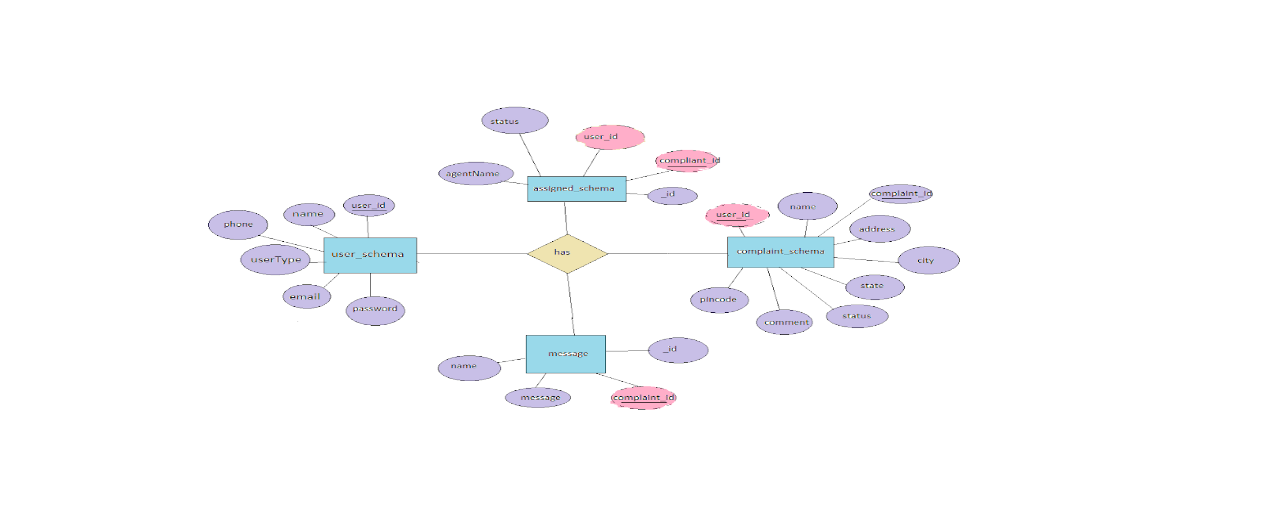 status
user_id
compliant_id
agentName
assigned_schema
_id
user_id
name
phone
userType
user_schema
email
password
has
user_id
name
complaint_id
address
complaint_schema
city
state
pincode
comment
status
message
_id
name
message
complaint_id